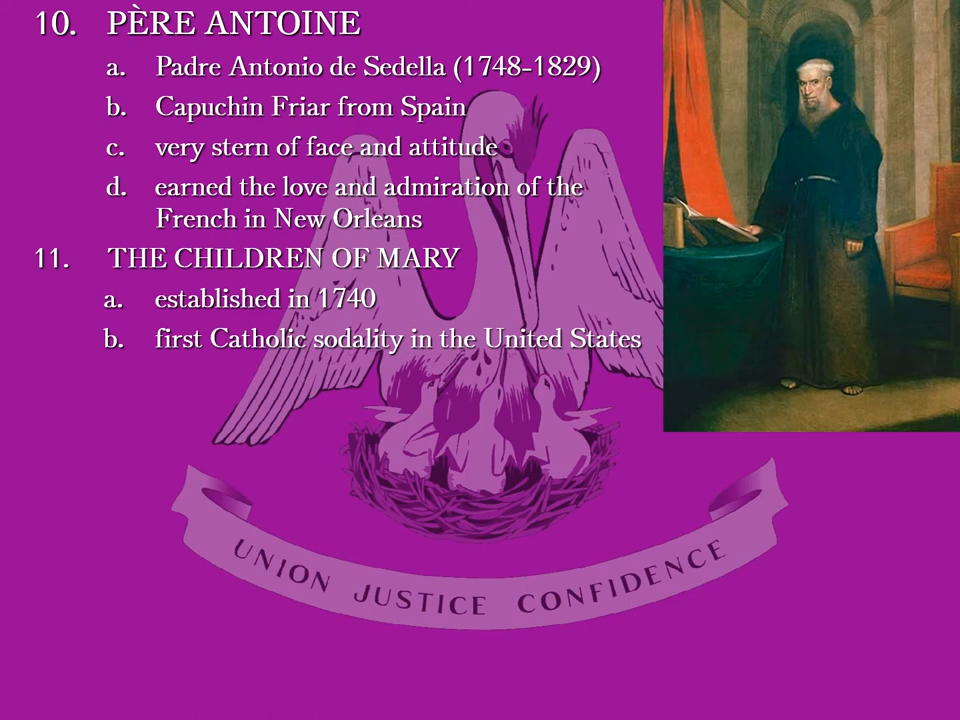 10. PÈRE ANTOINE
a. Padre Antonio de Sedella (1748-1829)
b. Capuchin Friar from Spain
c. very stern of face and attitude
d. earned the love and admiration of the
French in New Orleans
11. THE CHILDREN OF MARY
a. established in 1740
b. first Catholic sodality in the United States
UNION JUSTICE CONFIDENCE